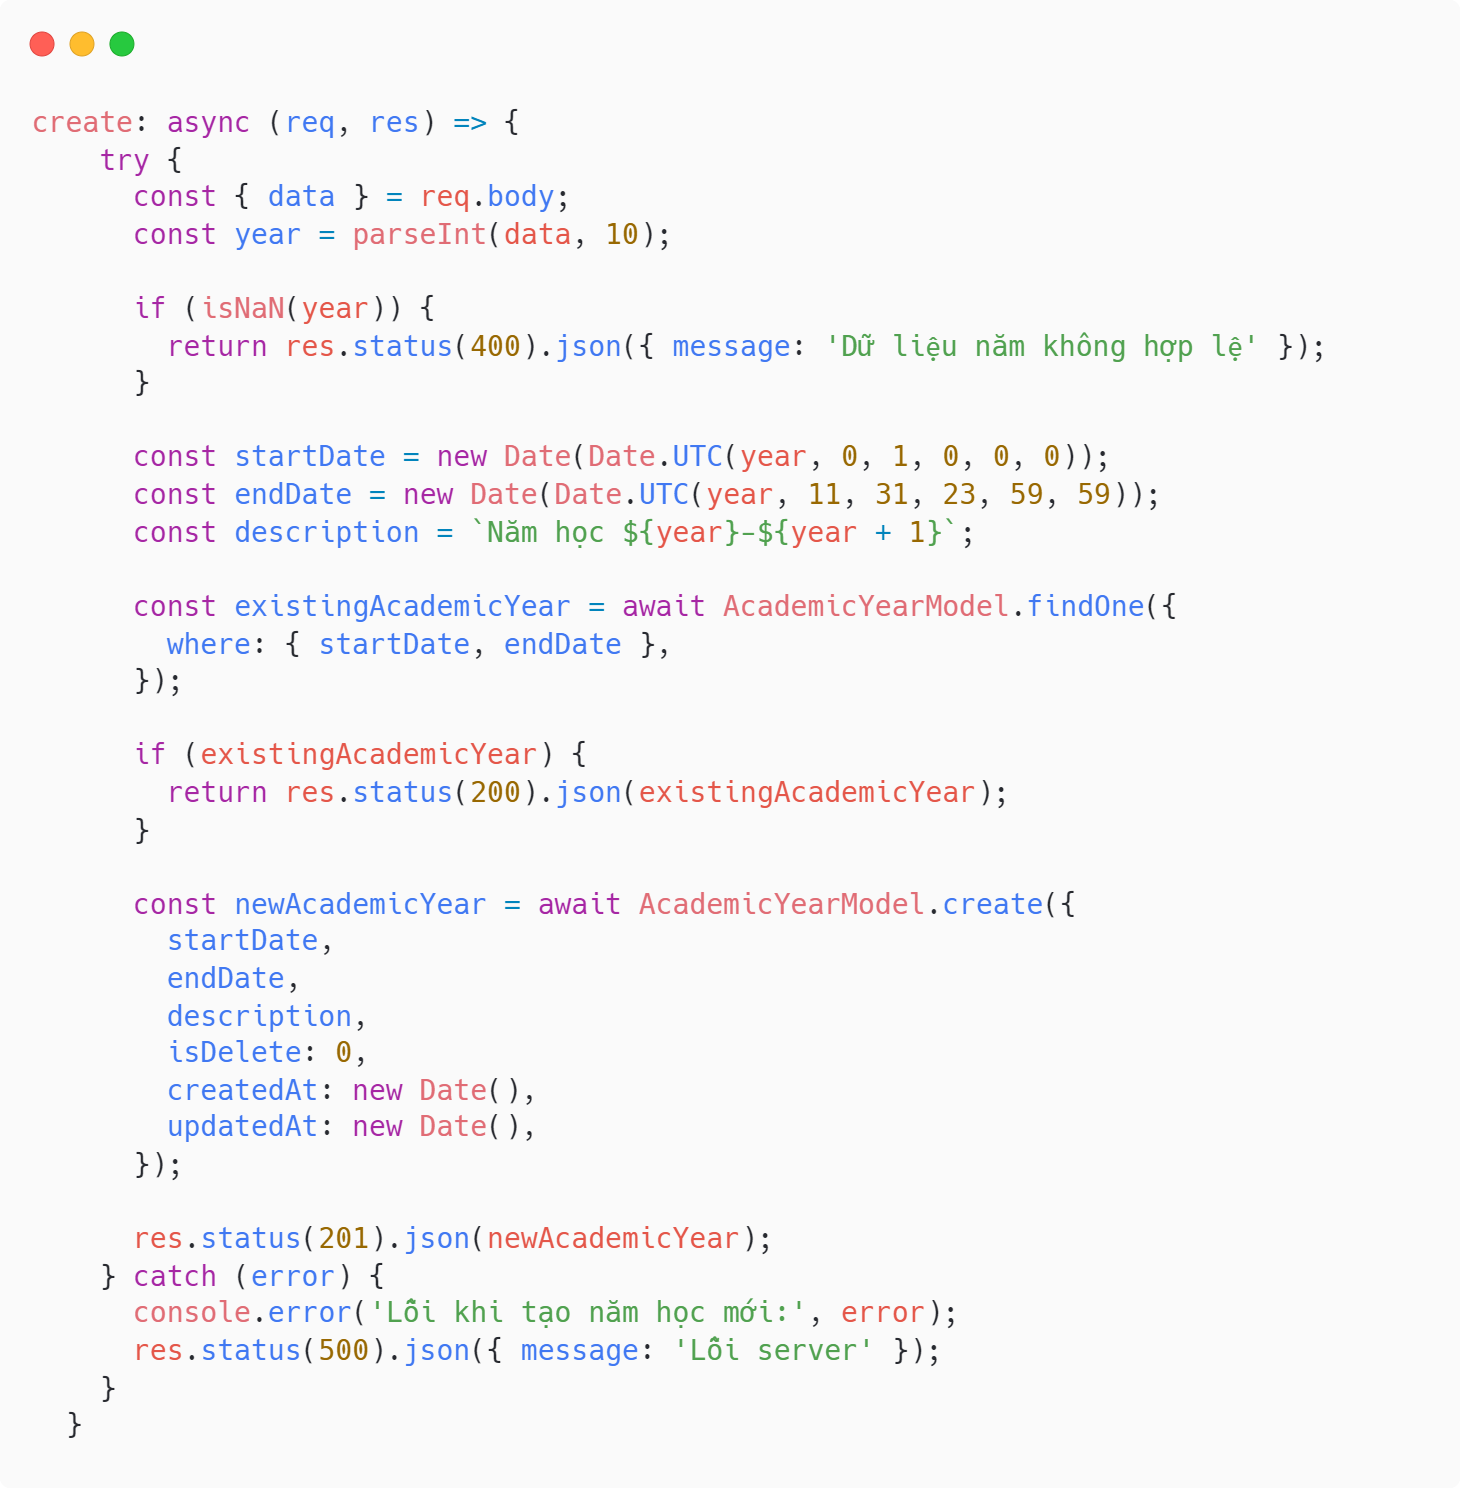 create: async (req, res) => {
    try {
      const { data } = req.body;
      const year = parseInt(data, 10);

      if (isNaN(year)) {
        return res.status(400).json({ message: 'Dữ liệu năm không hợp lệ' });
      }

      const startDate = new Date(Date.UTC(year, 0, 1, 0, 0, 0));
      const endDate = new Date(Date.UTC(year, 11, 31, 23, 59, 59));
      const description = `Năm học ${year}-${year + 1}`;

      const existingAcademicYear = await AcademicYearModel.findOne({
        where: { startDate, endDate },
      });

      if (existingAcademicYear) {
        return res.status(200).json(existingAcademicYear);
      }

      const newAcademicYear = await AcademicYearModel.create({
        startDate,
        endDate,
        description,
        isDelete: 0,
        createdAt: new Date(),
        updatedAt: new Date(),
      });

      res.status(201).json(newAcademicYear);
    } catch (error) {
      console.error('Lỗi khi tạo năm học mới:', error);
      res.status(500).json({ message: 'Lỗi server' });
    }
  }